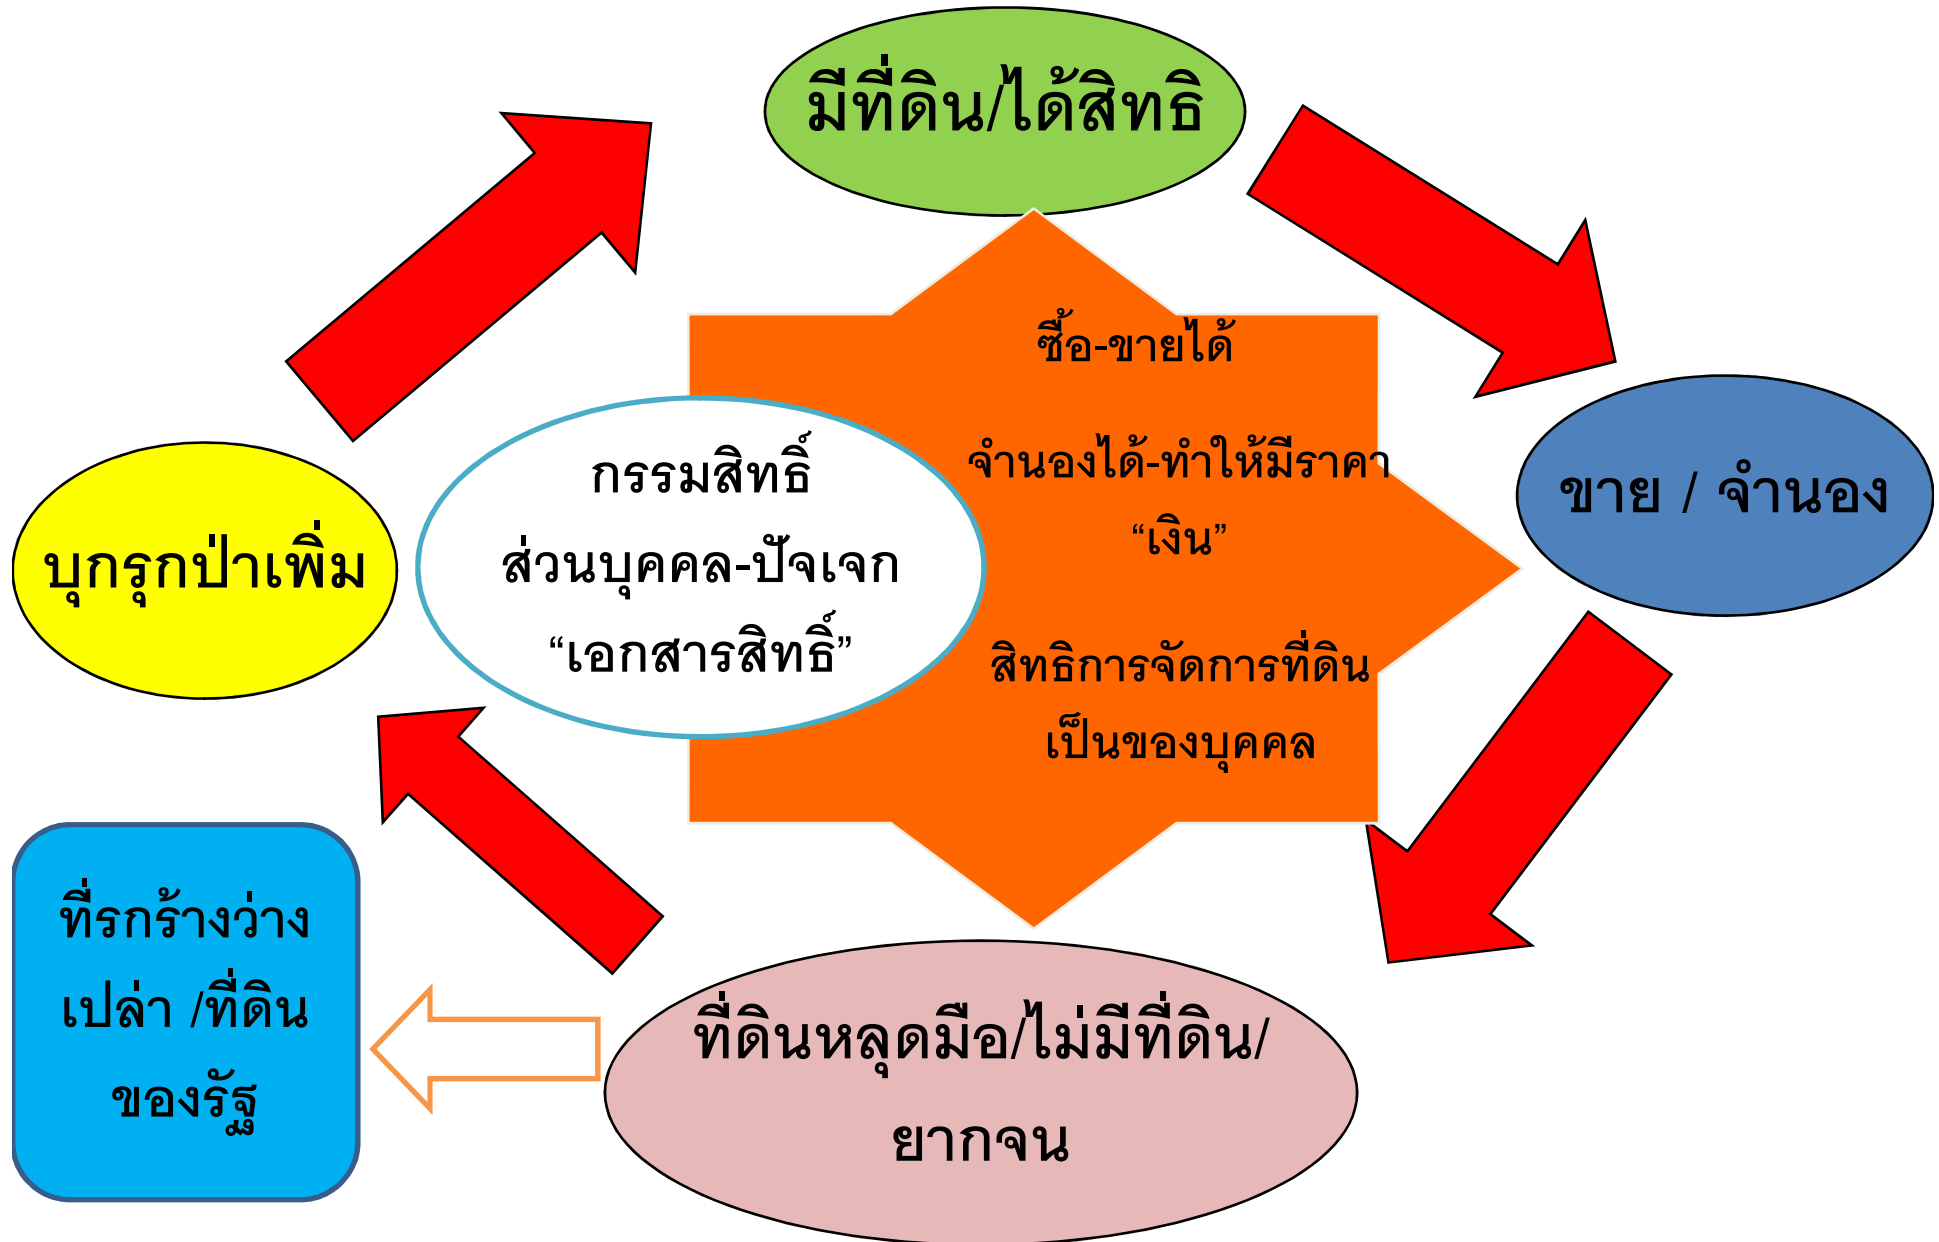 มีที่ดิน/ได้สิทธิ
ซื้อ-ขายได้
จำนองได้-ทำให้มีราคา
“เงิน”
สิทธิการจัดการที่ดิน
เป็นของบุคคล
กรรมสิทธิ์
ส่วนบุคคล-ปัจเจก
“เอกสารสิทธิ์”
ขาย / จำนอง
บุกรุกป่าเพิ่ม
ที่รกร้างว่าง
เปล่า /ที่ดิน
ของรัฐ
ที่ดินหลุดมือ/ไม่มีที่ดิน/
ยากจน